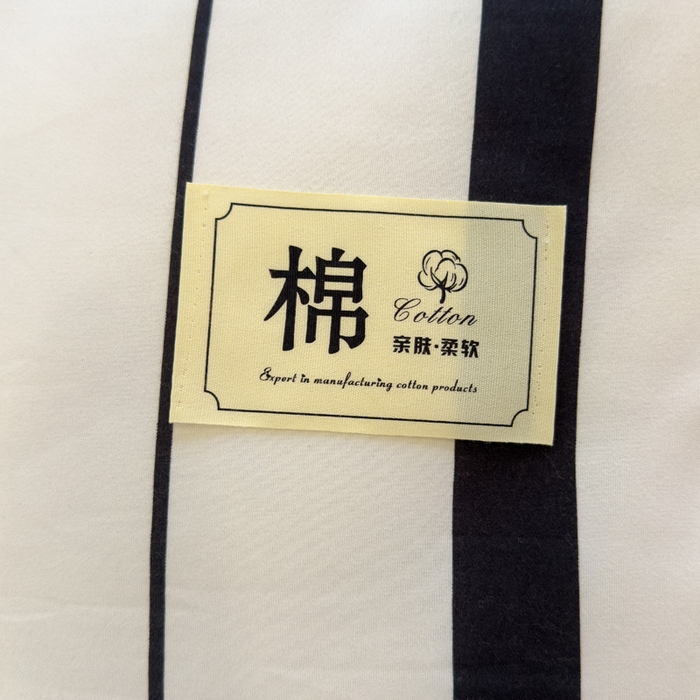 棉
Cotton
亲肤·柔软
Expert in manufacturing cotton products